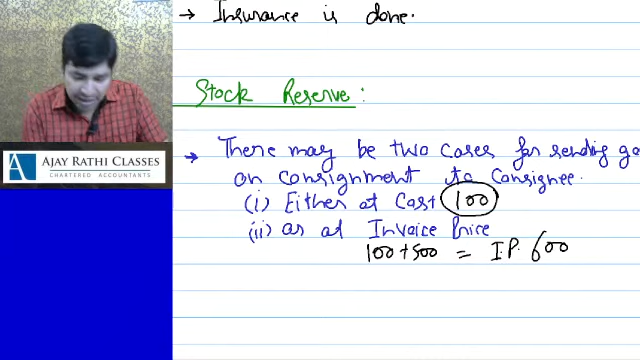 → Insurance is done.
Stock Reserve:
→ There may be two cases for sending go
on consignment to consignee.
(i) Either at Cost 100
(ii) as at Invoice Price
100 + 500 = I.P. 600
A
AJAY RATHI CLASSES
CHARTERED ACCOUNTANTS